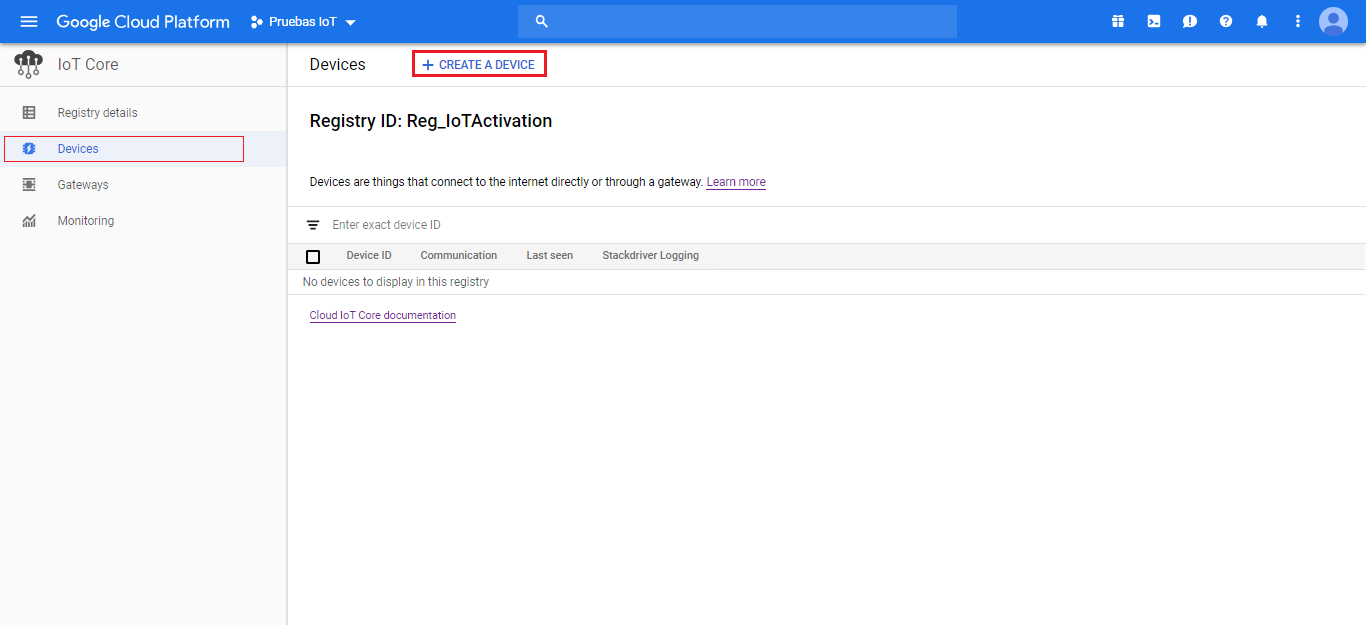 Google Cloud Platform Pruebas IoT
IoT Core
Devices + CREATE A DEVICE
Registry details
Devices
Gateways
Monitoring
Registry ID: Reg_IoTActivation
Devices are things that connect to the internet directly or through a gateway. Learn more
Enter exact device ID
Device ID Communication Last seen Stackdriver Logging
No devices to display in this registry
Cloud IoT Core documentation